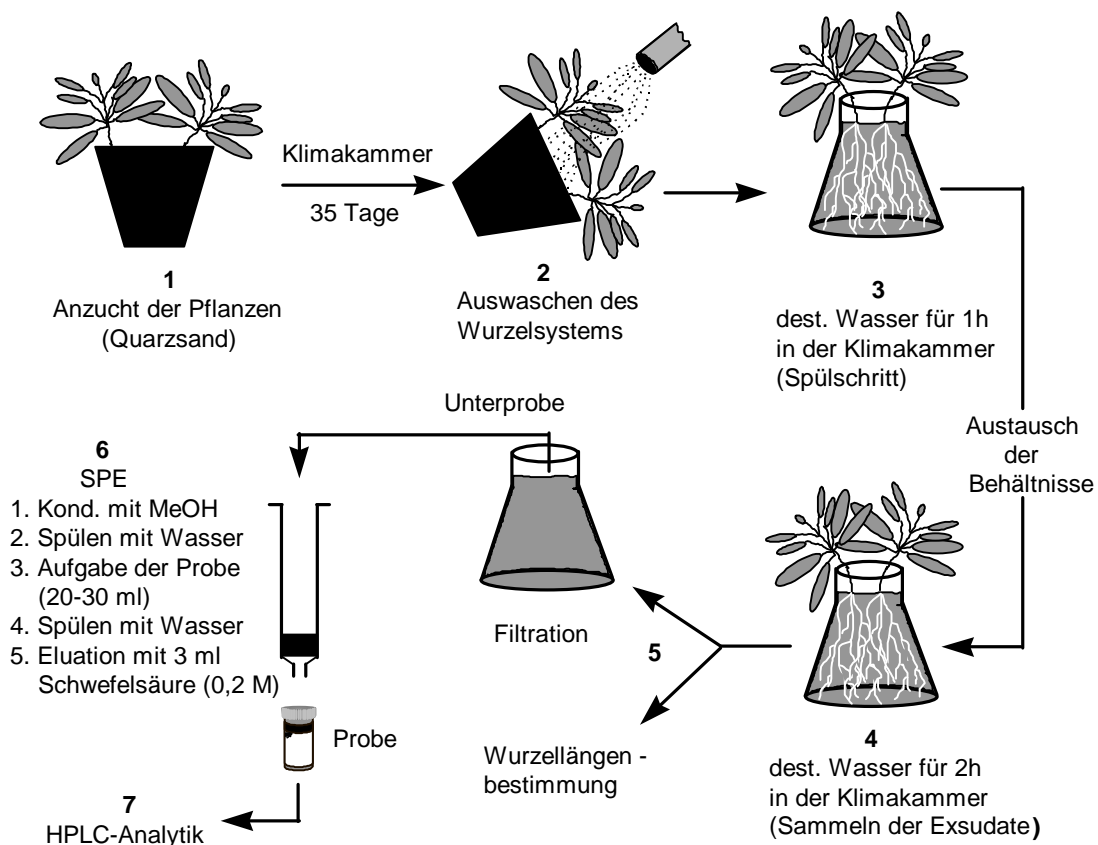 1
Anzucht der Pflanzen
(Quarzsand)
Klimakammer
35 Tage
2
Auswaschen des
Wurzelsystems
3
dest. Wasser für 1h
in der Klimakammer
(Spülschritt)
Austausch
der
Behältnisse
4
dest. Wasser für 2h
in der Klimakammer
(Sammeln der Exsudate)
5
Filtration
Wurzellängen -
bestimmung
Unterprobe
6
SPE
1. Kond. mit MeOH
2. Spülen mit Wasser
3. Aufgabe der Probe
(20-30 ml)
4. Spülen mit Wasser
5. Eluation mit 3 ml
Schwefelsäure (0,2 M)
Probe
7
HPLC-Analytik